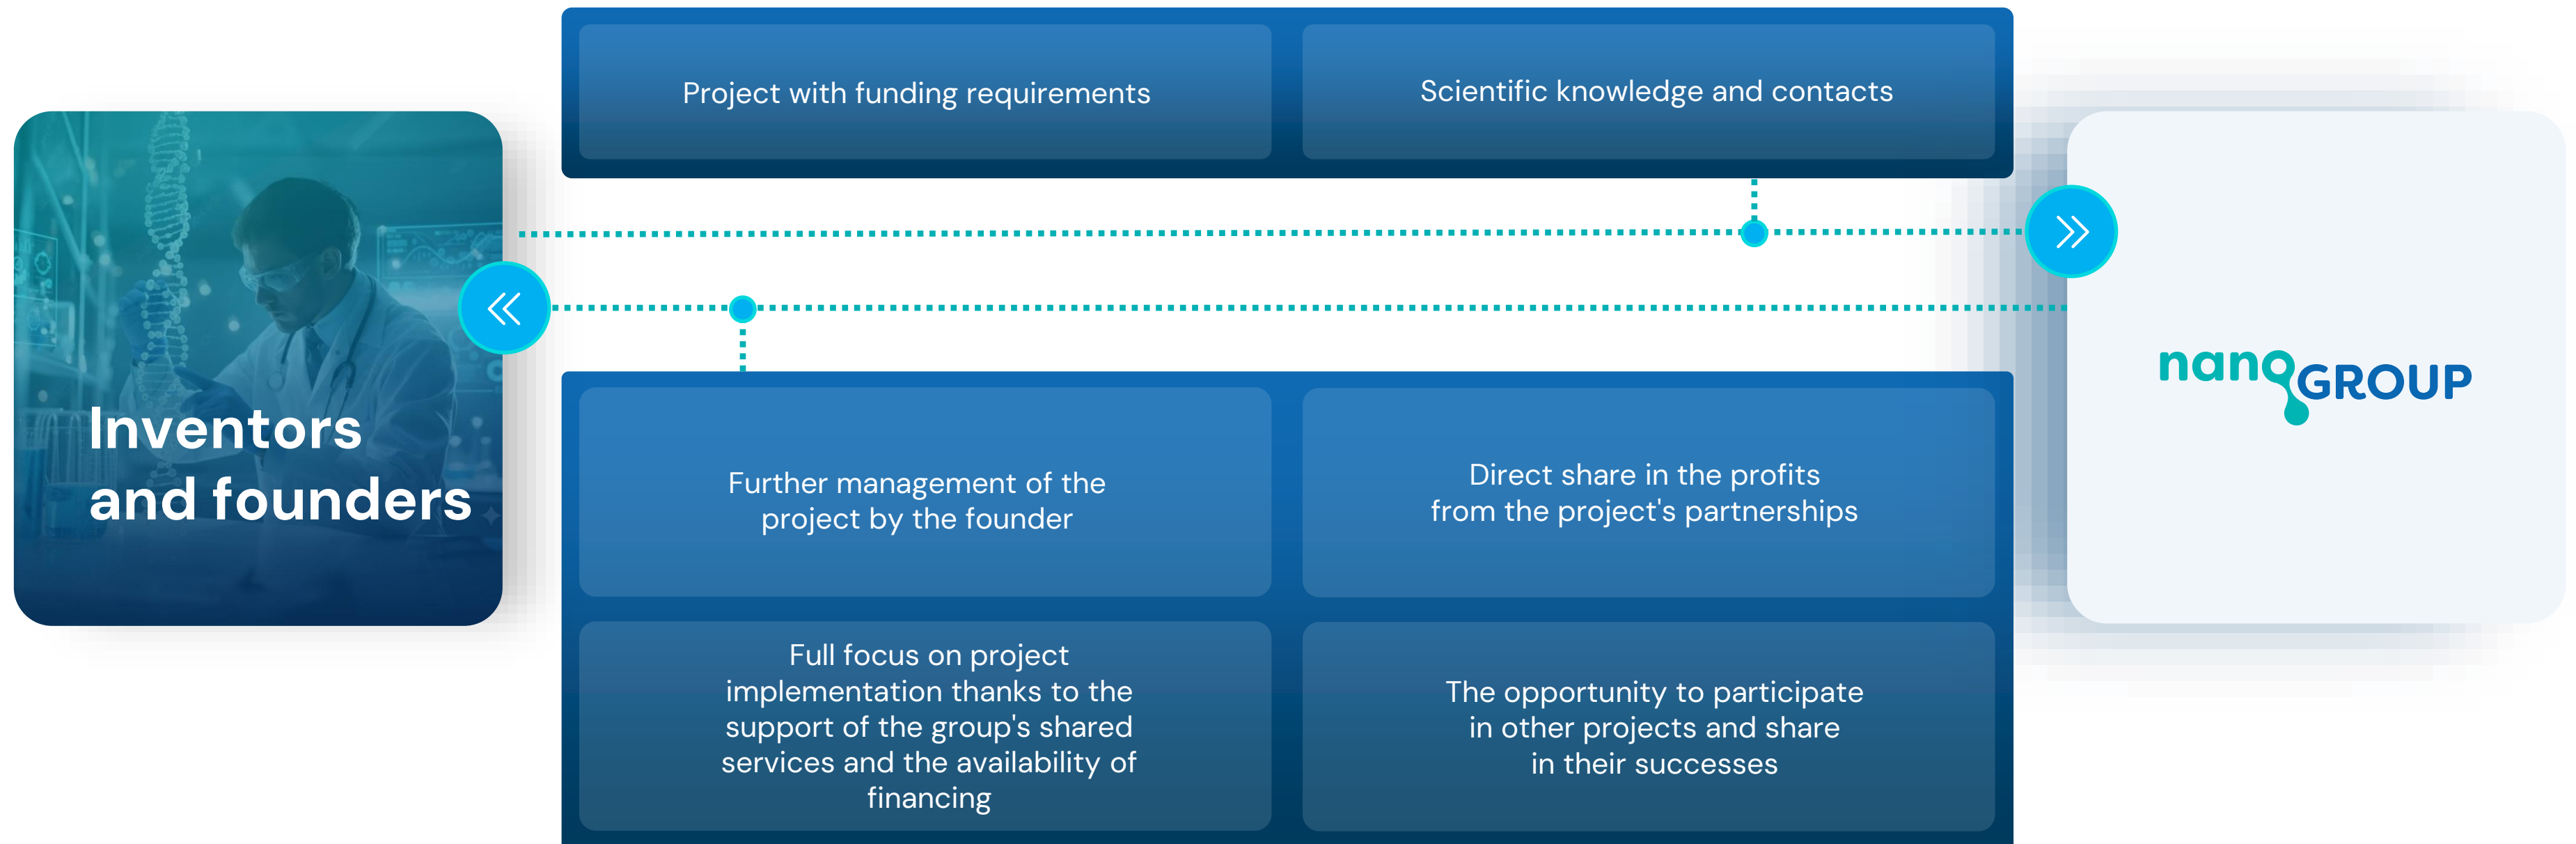 Project with funding requirements
Scientific knowledge and contacts
Inventors
and founders
nanoGROUP
Further management of the
project by the founder
Direct share in the profits
from the project's partnerships
Full focus on project
implementation thanks to the
support of the group's shared
services and the availability of
financing
The opportunity to participate
in other projects and share
in their successes